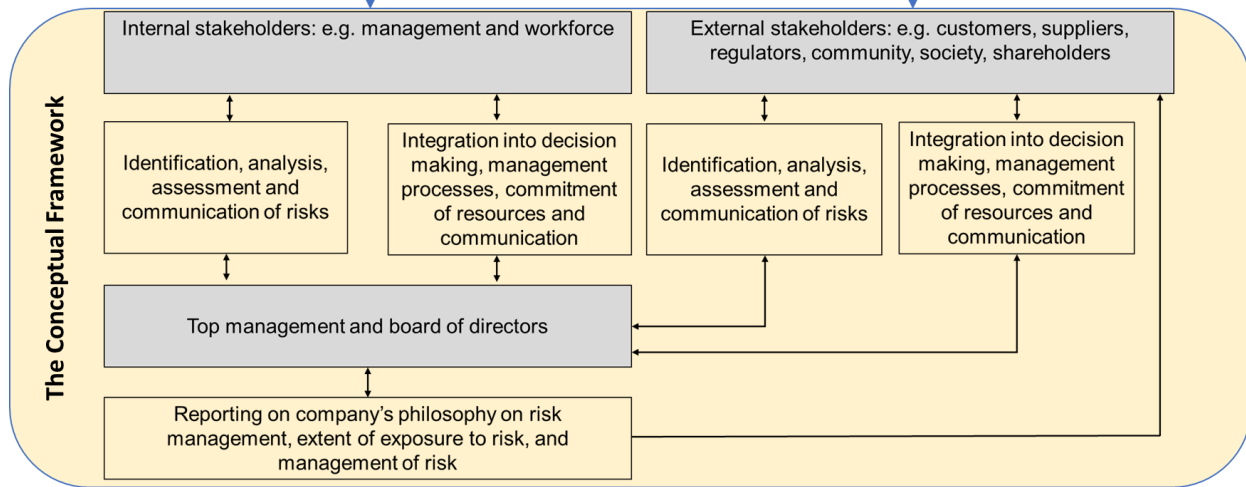 The Conceptual Framework
Internal stakeholders: e.g. management and workforce
External stakeholders: e.g. customers, suppliers,
regulators, community, society, shareholders
Identification, analysis,
assessment and
communication of risks
Integration into decision
making, management
processes, commitment
of resources and
communication
Identification, analysis,
assessment and
communication of risks
Integration into decision
making, management
processes, commitment
of resources and
communication
Top management and board of directors
Reporting on company’s philosophy on risk
management, extent of exposure to risk, and
management of risk